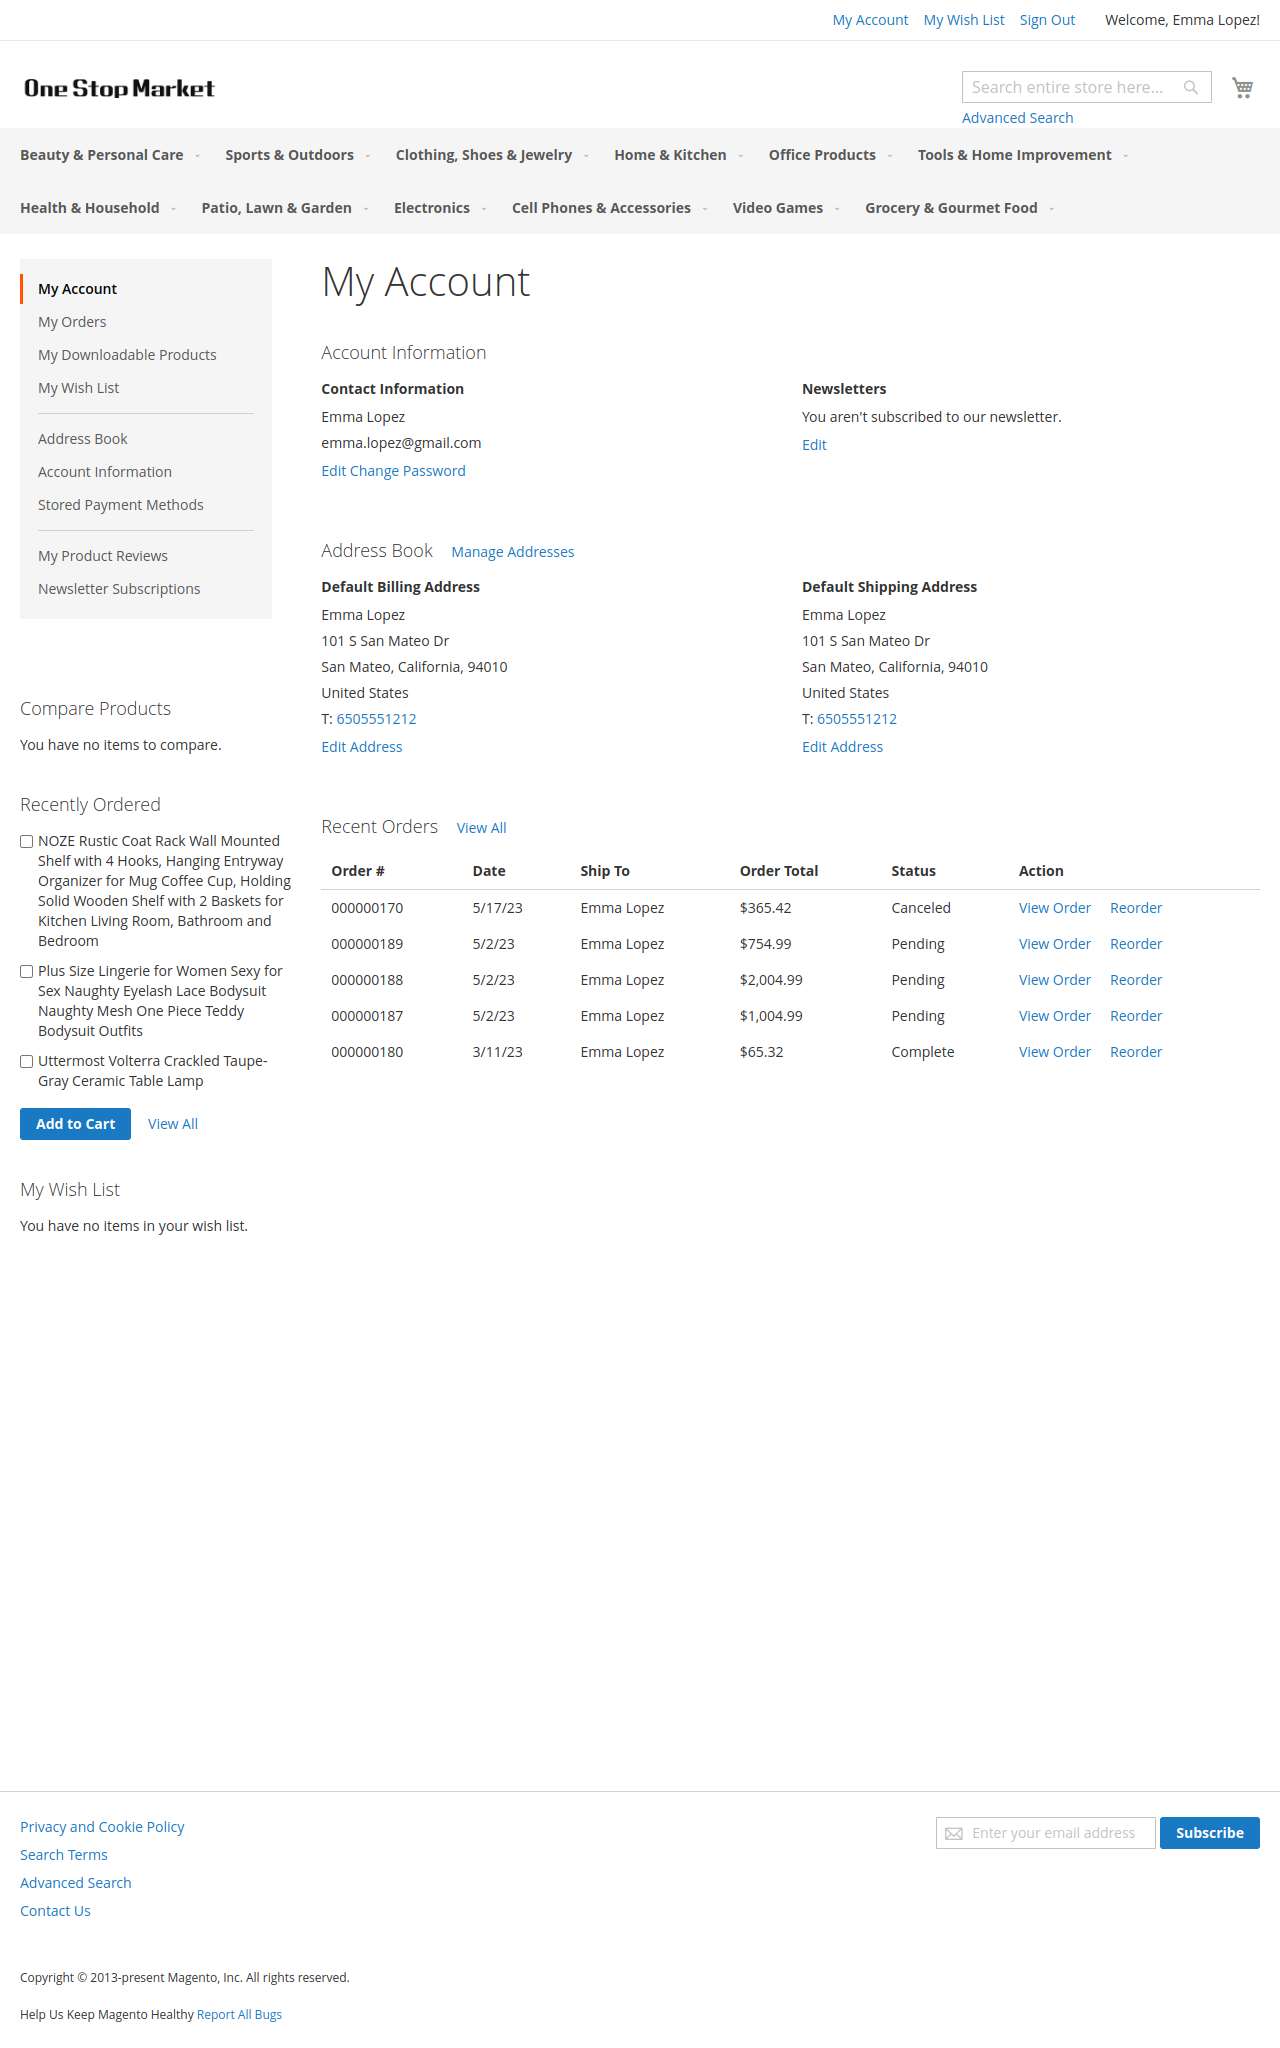 My Account My Wish List Sign Out Welcome, Emma Lopez!
One Stop Market
Search entire store here...
Advanced Search
Beauty & Personal Care Sports & Outdoors Clothing, Shoes & Jewelry Home & Kitchen Office Products Tools & Home Improvement
Health & Household Patio, Lawn & Garden Electronics Cell Phones & Accessories Video Games Grocery & Gourmet Food
My Account
My Orders
My Downloadable Products
My Wish List
Address Book
Account Information
Stored Payment Methods
My Product Reviews
Newsletter Subscriptions
Compare Products
You have no items to compare.
Recently Ordered
NOZE Rustic Coat Rack Wall Mounted
Shelf with 4 Hooks, Hanging Entryway
Organizer for Mug Coffee Cup, Holding
Solid Wooden Shelf with 2 Baskets for
Kitchen Living Room, Bathroom and
Bedroom
Plus Size Lingerie for Women Sexy for
Sex Naughty Eyelash Lace Bodysuit
Naughty Mesh One Piece Teddy
Bodysuit Outfits
Uttermost Volterra Crackled Taupe-
Gray Ceramic Table Lamp
Add to Cart View All
My Wish List
You have no items in your wish list.
My Account
Account Information
Contact Information
Emma Lopez
emma.lopez@gmail.com
Edit Change Password
Newsletters
You aren't subscribed to our newsletter.
Edit
Address Book Manage Addresses
Default Billing Address
Emma Lopez
101 S San Mateo Dr
San Mateo, California, 94010
United States
T: 6505551212
Edit Address
Default Shipping Address
Emma Lopez
101 S San Mateo Dr
San Mateo, California, 94010
United States
T: 6505551212
Edit Address
Recent Orders View All
Order # Date Ship To Order Total Status Action
000000170 5/17/23 Emma Lopez $365.42 Canceled View Order Reorder
000000189 5/2/23 Emma Lopez $754.99 Pending View Order Reorder
000000188 5/2/23 Emma Lopez $2,004.99 Pending View Order Reorder
000000187 5/2/23 Emma Lopez $1,004.99 Pending View Order Reorder
000000180 3/11/23 Emma Lopez $65.32 Complete View Order Reorder
Privacy and Cookie Policy
Search Terms
Advanced Search
Contact Us
Enter your email address Subscribe
Copyright © 2013-present Magento, Inc. All rights reserved.
Help Us Keep Magento Healthy Report All Bugs